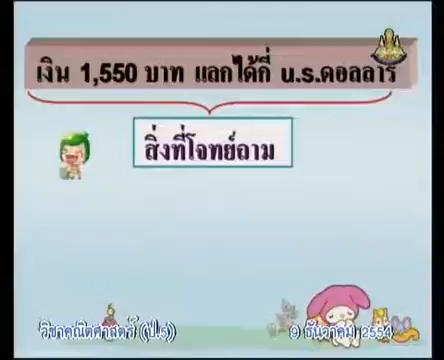 เงิน 1,550 บาท แลกได้กี่ u.s.ดอลลาร์
สิ่งที่โจทย์ถาม
วิชาคณิตศาสตร์ (ป.5)
9 ธันวาคม 2554